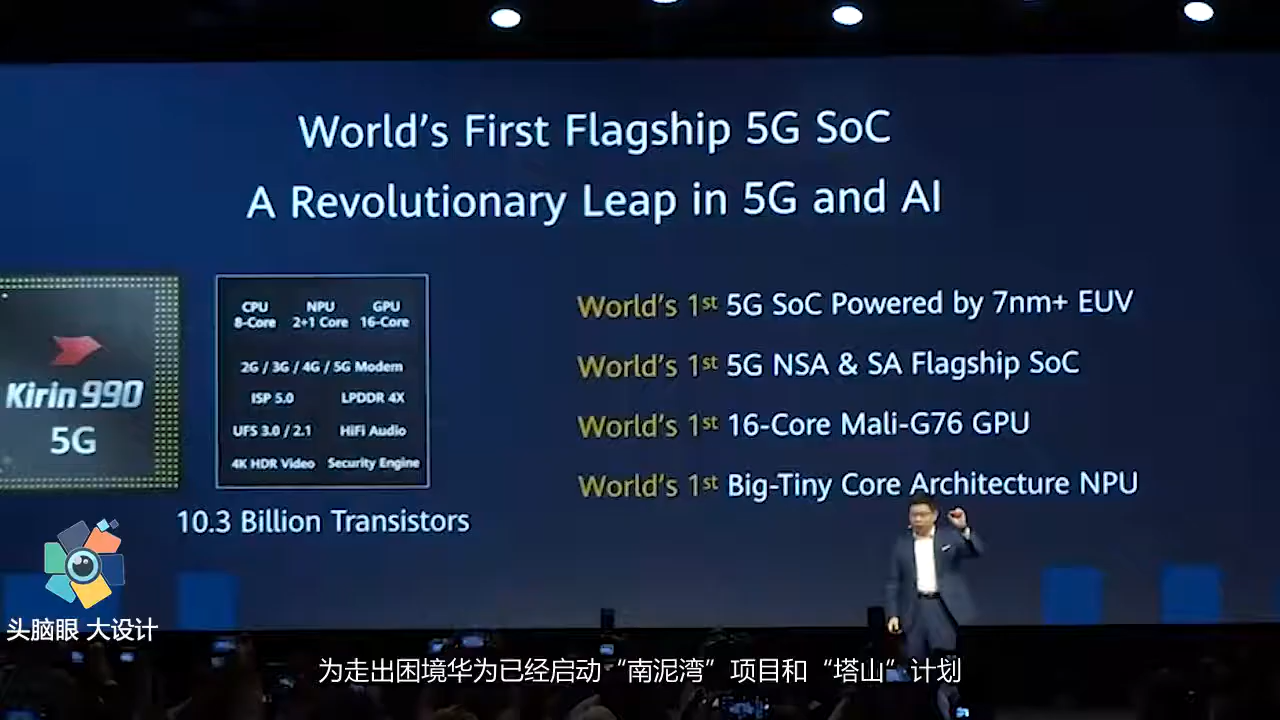 World's First Flagship 5G SoC
A Revolutionary Leap in 5G and AI
Kirin 990
5G
CPU NPU GPU
8-Core 2+1 Core 16-Core
2G / 3G / 4G / 5G Modem
ISP 5.0 LPDDR 4X
UFS 3.0 / 2.1 HiFi Audio
4K HDR Video Security Engine
10.3 Billion Transistors
World's 1st 5G SoC Powered by 7nm+ EUV
World's 1st 5G NSA & SA Flagship SoC
World's 1st 16-Core Mali-G76 GPU
World's 1st Big-Tiny Core Architecture NPU
头脑眼 大设计
为走出困境华为已经启动“南泥湾”项目和“塔山”计划